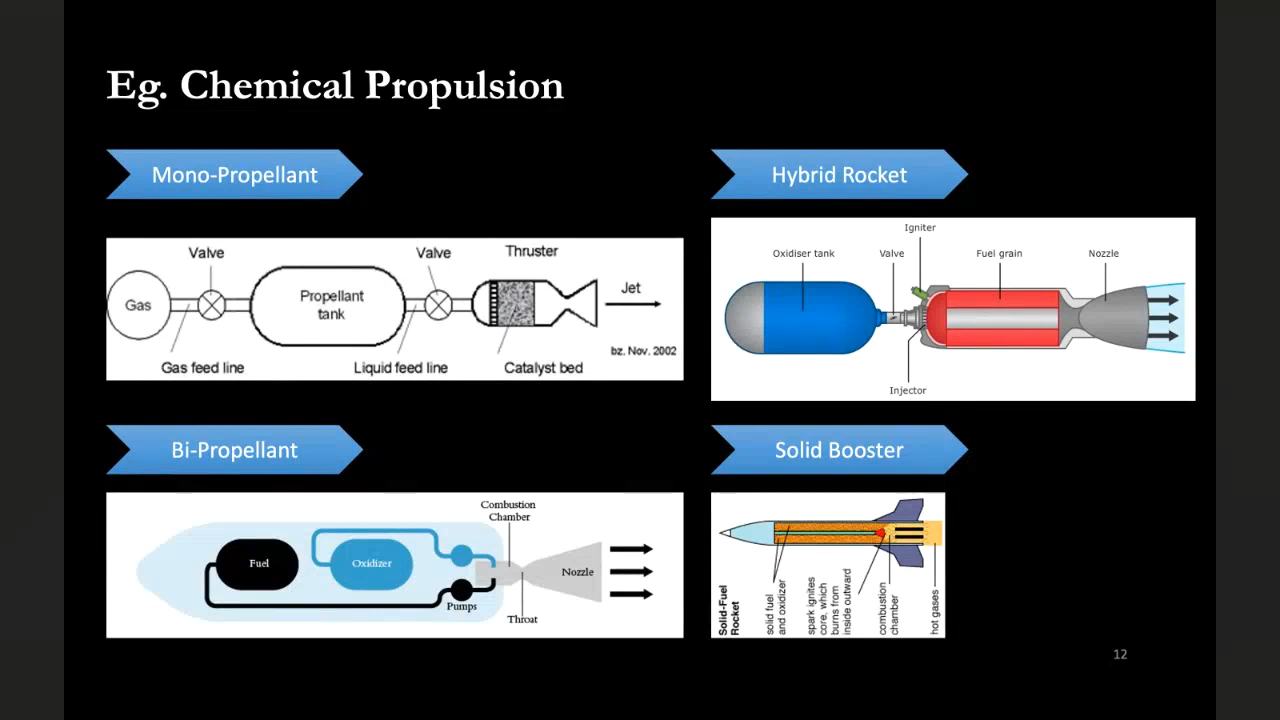 Eg. Chemical Propulsion
Mono-Propellant
Valve
Valve
Thruster
Gas
Propellant
tank
Jet
bz. Nov. 2002
Gas feed line
Liquid feed line
Catalyst bed
Hybrid Rocket
Igniter
Oxidiser tank
Valve
Fuel grain
Nozzle
Injector
Bi-Propellant
Combustion
Chamber
Fuel
Oxidizer
Nozzle
Pumps
Throat
Solid Booster
Solid-Fuel
Rocket
solid fuel
and oxidizer
spark ignites
core, which
burns from
inside outward
combustion
chamber
hot gases
12